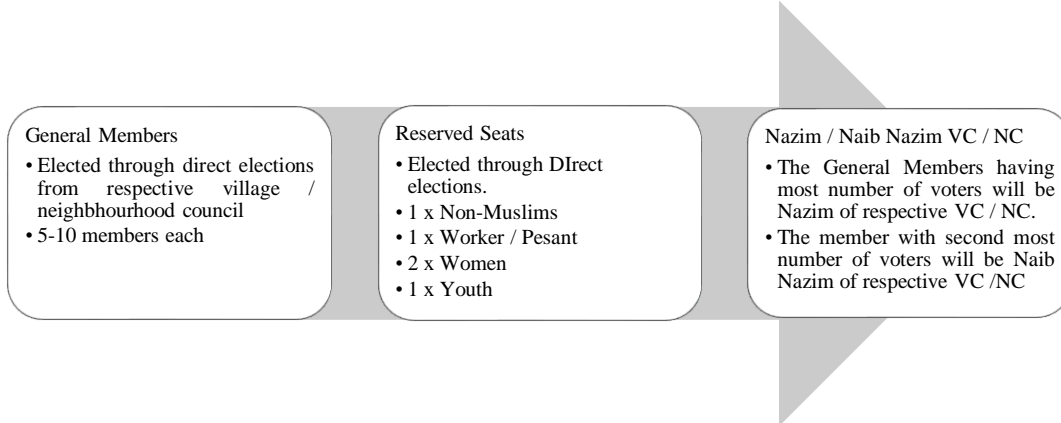 General Members
• Elected through direct elections
from respective village /
neighbhourhood council
• 5-10 members each
Reserved Seats
• Elected through DIrect
elections.
• 1 x Non-Muslims
• 1 x Worker / Pesant
• 2 x Women
• 1 x Youth
Nazim / Naib Nazim VC / NC
• The General Members having
most number of voters will be
Nazim of respective VC / NC.
• The member with second most
number of voters will be Naib
Nazim of respective VC /NC